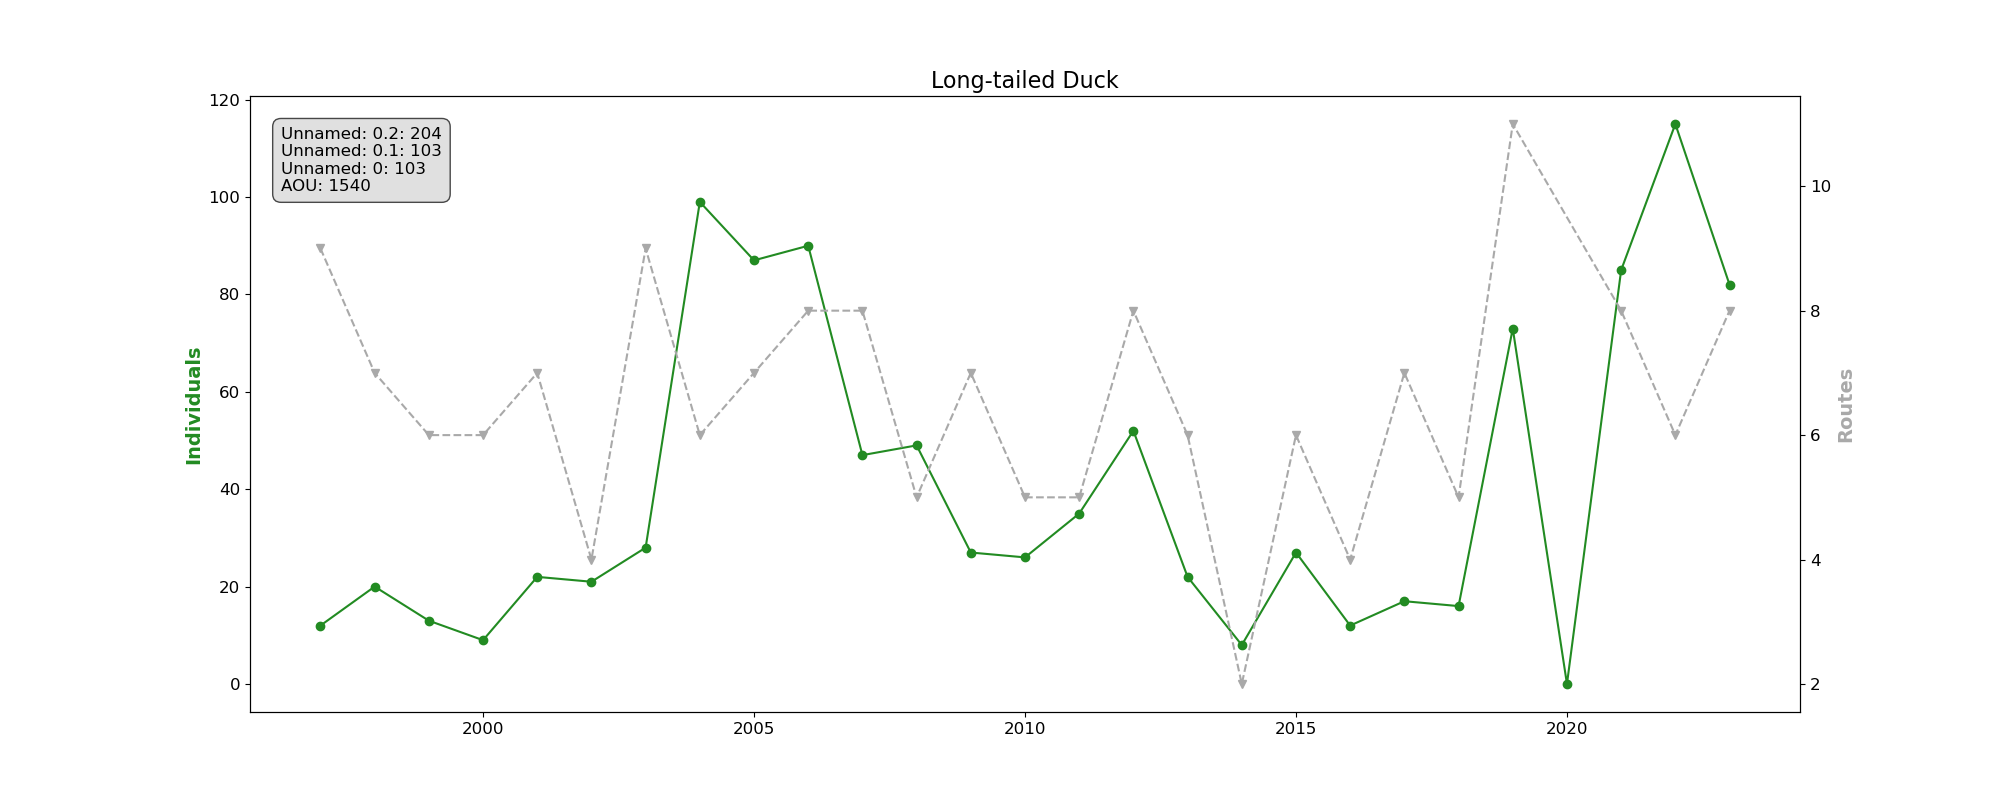 Long-tailed Duck
120
100
80
60
40
20
0
Individuals
Unnamed: 0.2: 204
Unnamed: 0.1: 103
Unnamed: 0: 103
AOU: 1540
10
8
6
4
2
Routes
2000 2005 2010 2015 2020